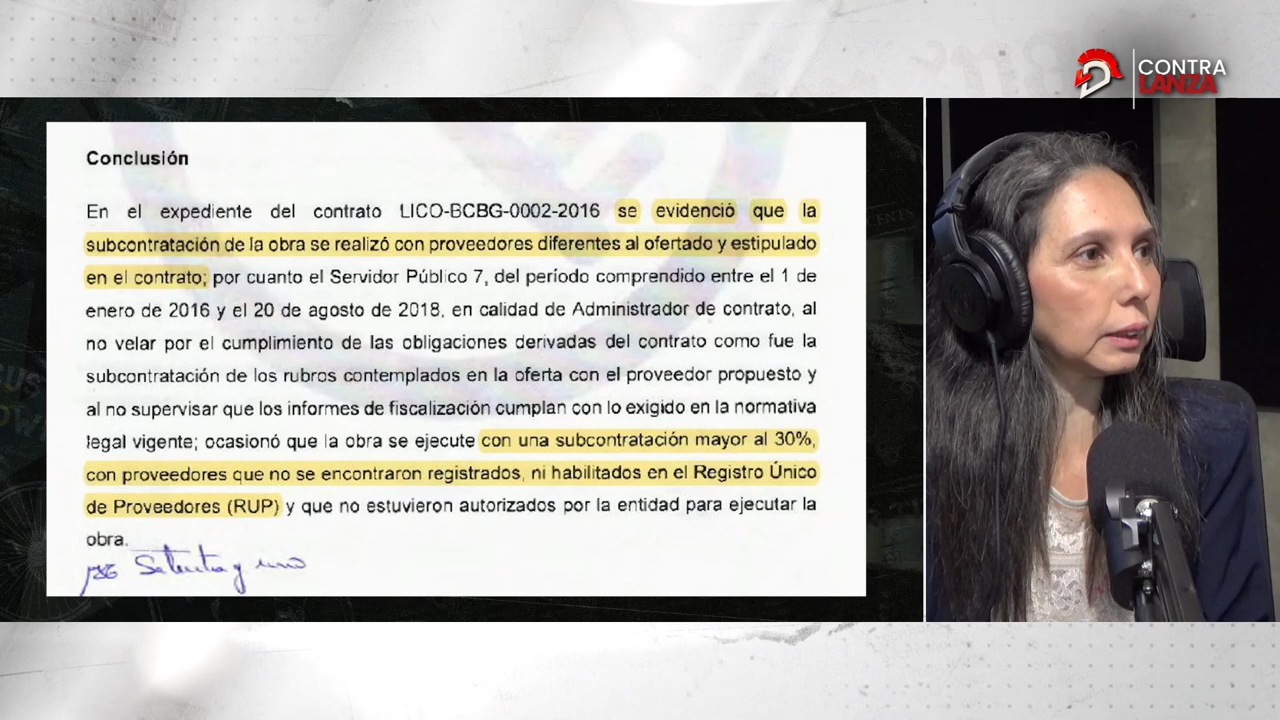 CONTRA
LANZA
Conclusión
En el expediente del contrato LICO-BCBG-0002-2016 se evidenció que la
subcontratación de la obra se realizó con proveedores diferentes al ofertado y estipulado
en el contrato; por cuanto el Servidor Público 7, del período comprendido entre el 1 de
enero de 2016 y el 20 de agosto de 2018, en calidad de Administrador de contrato, al
no velar por el cumplimiento de las obligaciones derivadas del contrato como fue la
subcontratación de los rubros contemplados en la oferta con el proveedor propuesto y
al no supervisar que los informes de fiscalización cumplan con lo exigido en la normativa
legal vigente; ocasionó que la obra se ejecute con una subcontratación mayor al 30%,
con proveedores que no se encontraron registrados, ni habilitados en el Registro Único
de Proveedores (RUP) y que no estuvieron autorizados por la entidad para ejecutar la
obra.
Setenta y uno